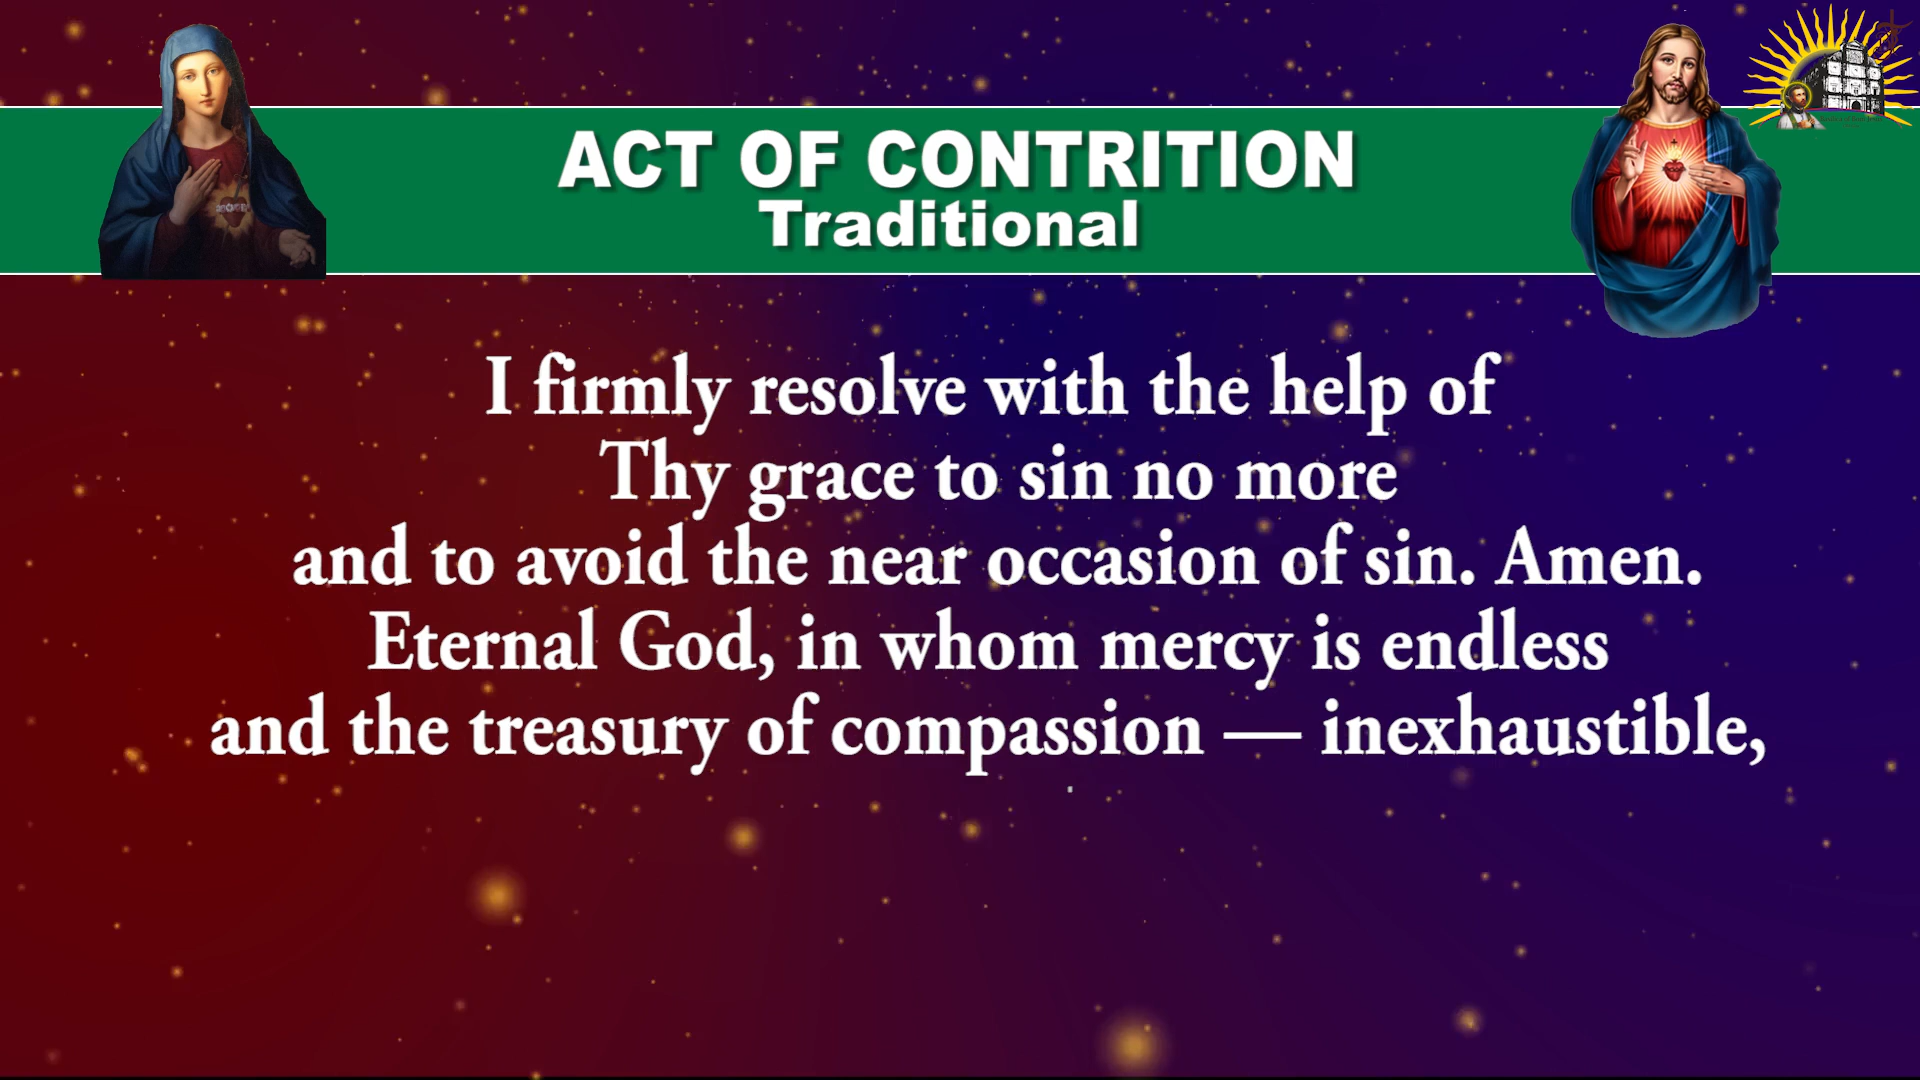 ACT OF CONTRITION
Traditional
I firmly resolve with the help of
Thy grace to sin no more
and to avoid the near occasion of sin. Amen.
Eternal God, in whom mercy is endless
and the treasury of compassion — inexhaustible,